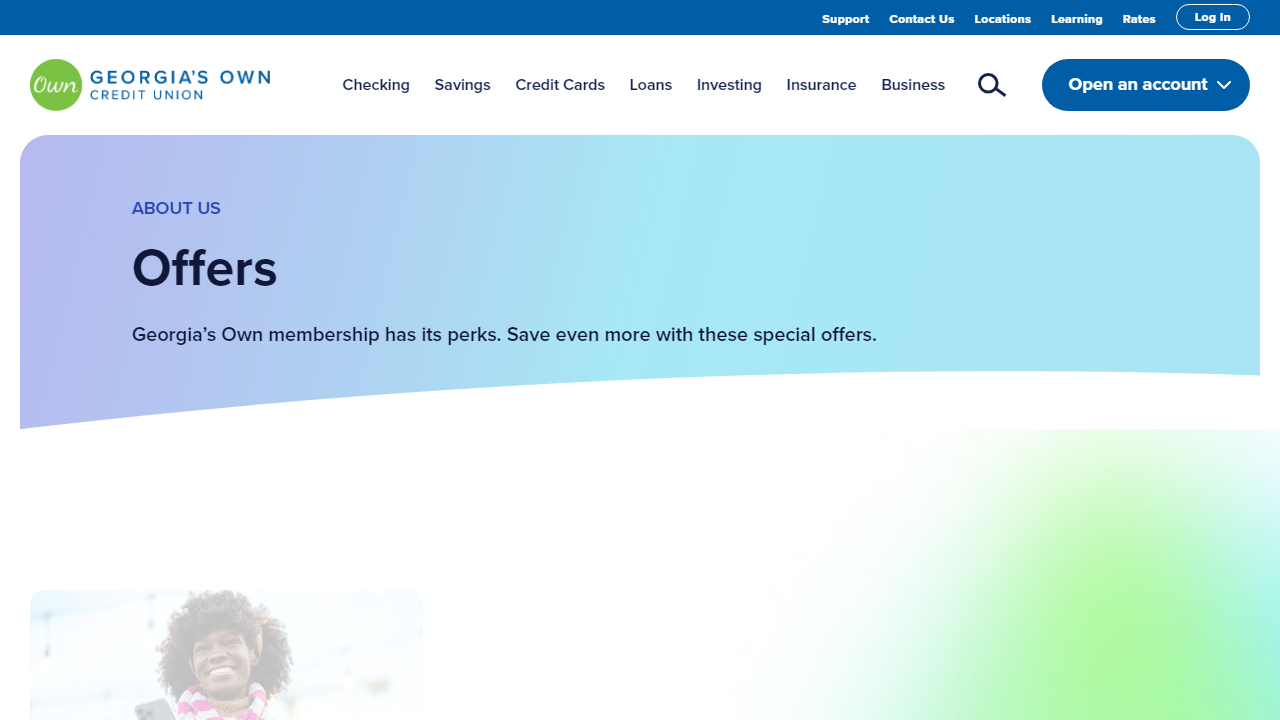 Support Contact Us Locations Learning Rates Log In
Own GEORGIA'S OWN
CREDIT UNION
Checking Savings Credit Cards Loans Investing Insurance Business Open an account
ABOUT US
Offers
Georgia’s Own membership has its perks. Save even more with these special offers.